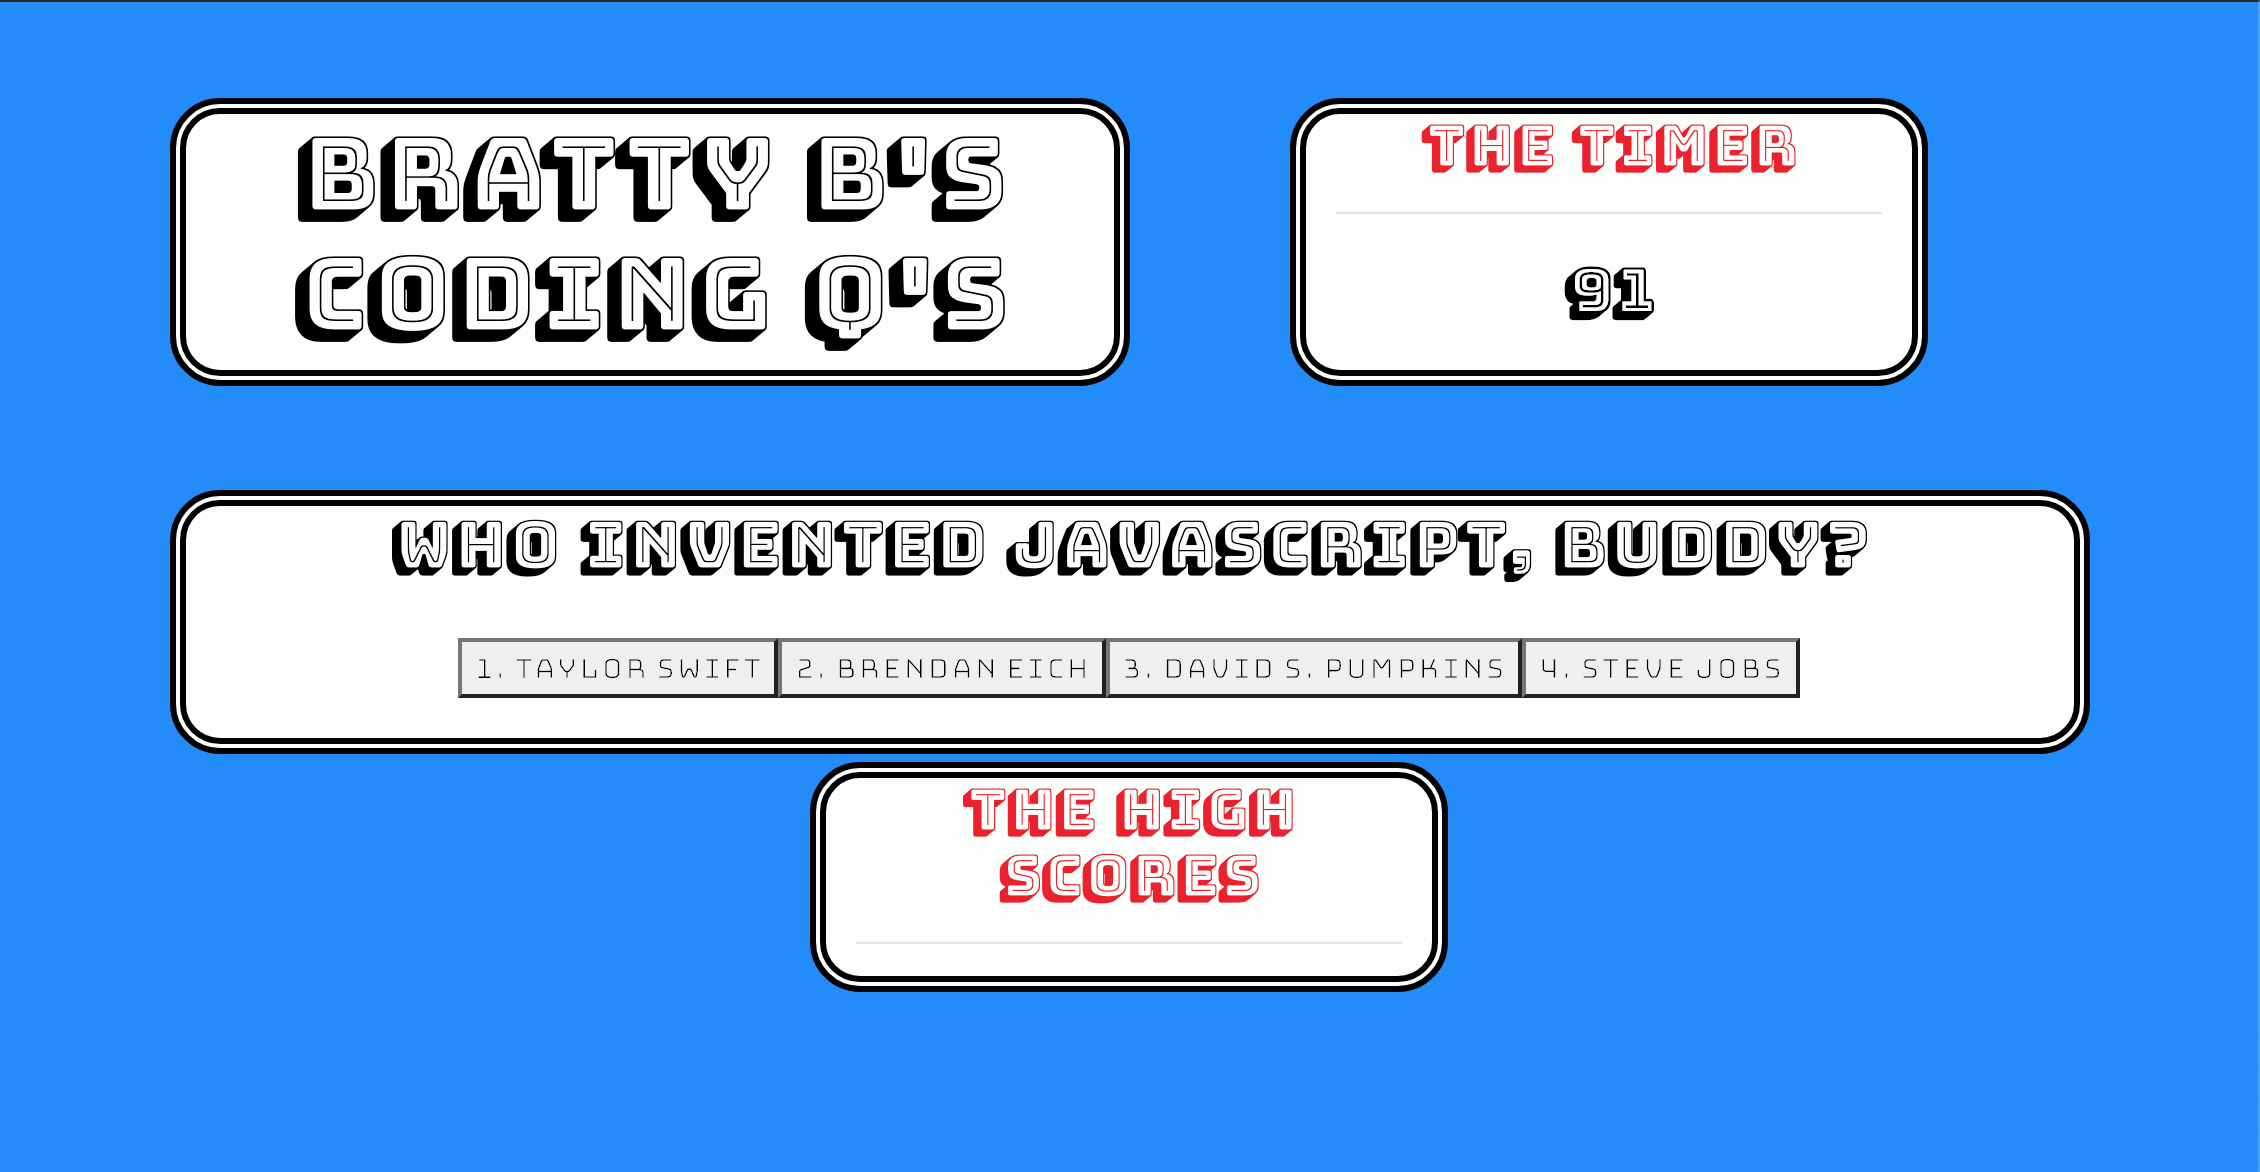 BRATTY B'S
CODING Q'S
THE TIMER
91
WHO INVENTED JAVASCRIPT, BUDDY?
1. TAYLOR SWIFT 2. BRENDAN EICH 3. DAVID S. PUMPKINS 4. STEVE JOBS
THE HIGH
SCORES